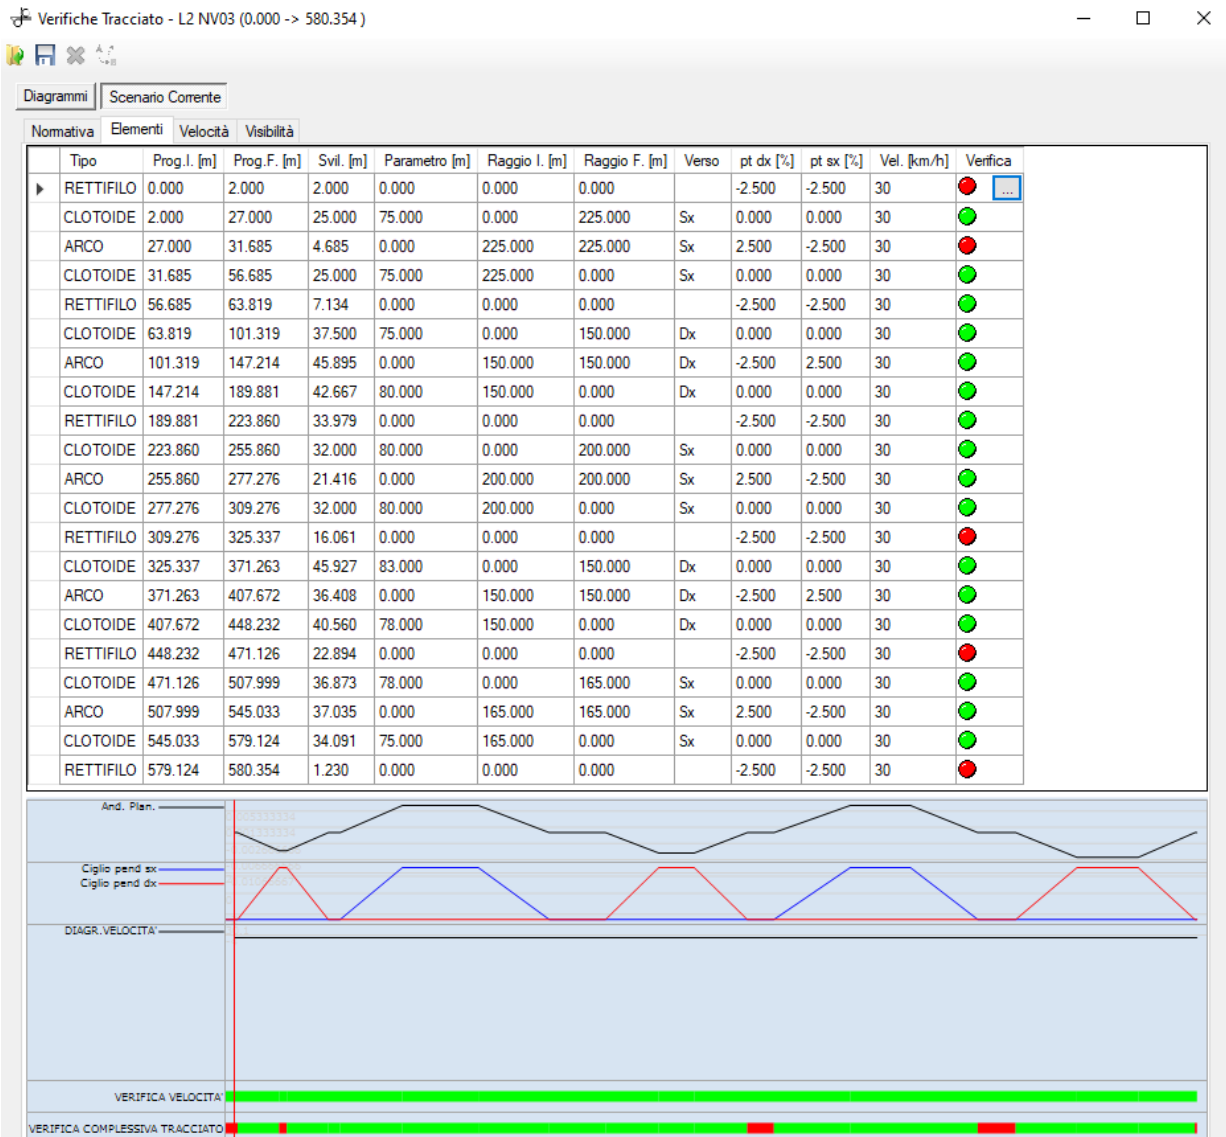 Verifiche Tracciato - L2 NV03 (0.000 -> 580.354 )
Diagrammi Scenario Corrente
Normativa Elementi Velocità Visibilità
Tipo Prog.I. [m] Prog.F. [m] Svil. [m] Parametro [m] Raggio I. [m] Raggio F. [m] Verso pt dx [%] pt sx [%] Vel. [km/h] Verifica
RETTIFILO 0.000 2.000 2.000 0.000 0.000 0.000 -2.500 -2.500 30 ...
CLOTOIDE 2.000 27.000 25.000 75.000 0.000 225.000 Sx 0.000 0.000 30
ARCO 27.000 31.685 4.685 0.000 225.000 225.000 Sx 2.500 -2.500 30
CLOTOIDE 31.685 56.685 25.000 75.000 225.000 0.000 Sx 0.000 0.000 30
RETTIFILO 56.685 63.819 7.134 0.000 0.000 0.000 -2.500 -2.500 30
CLOTOIDE 63.819 101.319 37.500 75.000 0.000 150.000 Dx 0.000 0.000 30
ARCO 101.319 147.214 45.895 0.000 150.000 150.000 Dx -2.500 2.500 30
CLOTOIDE 147.214 189.881 42.667 80.000 150.000 0.000 Dx 0.000 0.000 30
RETTIFILO 189.881 223.860 33.979 0.000 0.000 0.000 -2.500 -2.500 30
CLOTOIDE 223.860 255.860 32.000 80.000 0.000 200.000 Sx 0.000 0.000 30
ARCO 255.860 277.276 21.416 0.000 200.000 200.000 Sx 2.500 -2.500 30
CLOTOIDE 277.276 309.276 32.000 80.000 200.000 0.000 Sx 0.000 0.000 30
RETTIFILO 309.276 325.337 16.061 0.000 0.000 0.000 -2.500 -2.500 30
CLOTOIDE 325.337 371.263 45.927 83.000 0.000 150.000 Dx 0.000 0.000 30
ARCO 371.263 407.672 36.408 0.000 150.000 150.000 Dx -2.500 2.500 30
CLOTOIDE 407.672 448.232 40.560 78.000 150.000 0.000 Dx 0.000 0.000 30
RETTIFILO 448.232 471.126 22.894 0.000 0.000 0.000 -2.500 -2.500 30
CLOTOIDE 471.126 507.999 36.873 78.000 0.000 165.000 Sx 0.000 0.000 30
ARCO 507.999 545.033 37.035 0.000 165.000 165.000 Sx 2.500 -2.500 30
CLOTOIDE 545.033 579.124 34.091 75.000 165.000 0.000 Sx 0.000 0.000 30
RETTIFILO 579.124 580.354 1.230 0.000 0.000 0.000 -2.500 -2.500 30
And. Plan.
Ciglio pend sx
Ciglio pend dx
DIAGR.VELOCITA'
VERIFICA VELOCITA'
VERIFICA COMPLESSIVA TRACCIATO